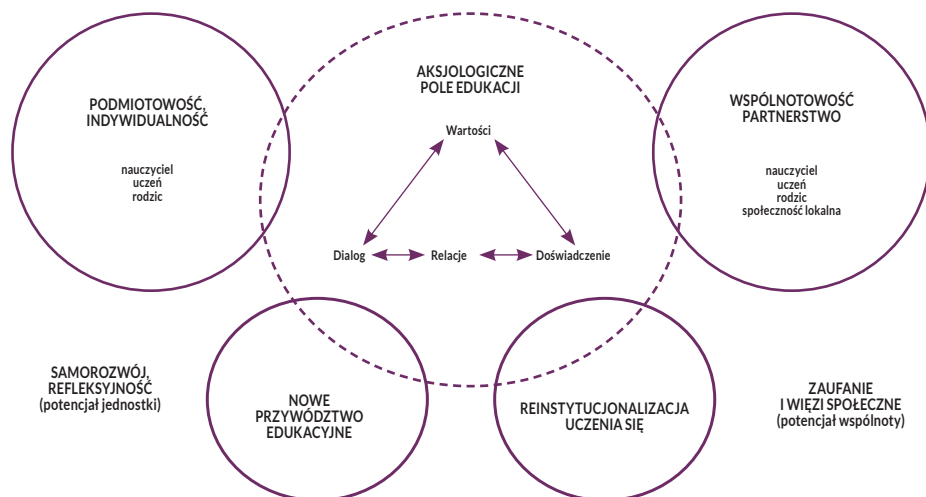 AKSJOLOGICZNE
POLE EDUKACJI
PODMIOTOWOŚĆ,
INDYWIDUALNOŚĆ
nauczyciel
uczeń
rodzic
Wartości
Dialog
Relacje
Doświadczenie
WSPÓLNOTOWOŚĆ
PARTNERSTWO
nauczyciel
uczeń
rodzic
społeczność lokalna
SAMOROZWÓJ,
REFLEKSYJNOŚĆ
(potencjał jednostki)
NOWE
PRZYWÓDZTWO
EDUKACYJNE
REINSTYTUCJONALIZACJA
UCZENIA SIĘ
ZAUFANIE
I WIĘZI SPOŁECZNE
(potencjał wspólnoty)